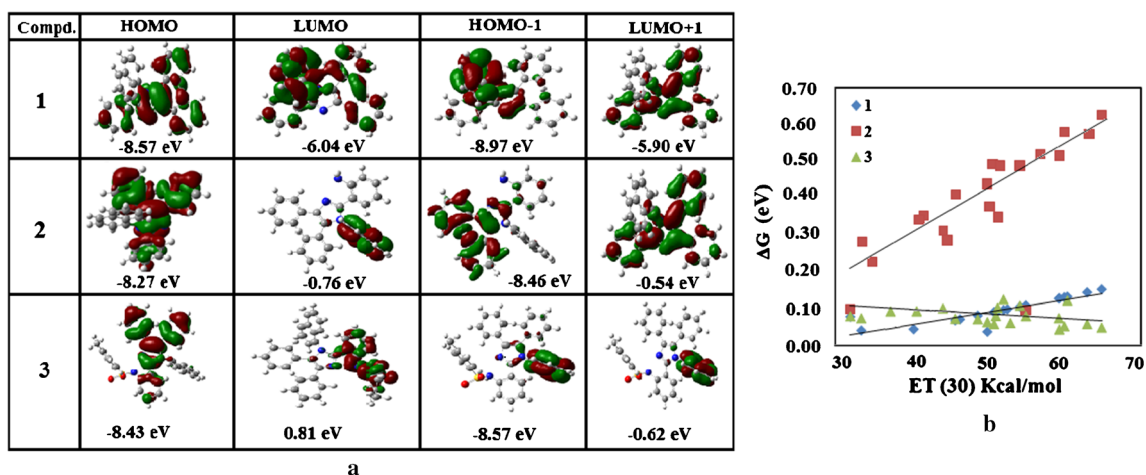 Compd. HOMO LUMO HOMO-1 LUMO+1
1
-8.57 eV -6.04 eV -8.97 eV -5.90 eV
2
-8.27 eV -0.76 eV -8.46 eV -0.54 eV
3
-8.43 eV 0.81 eV -8.57 eV -0.62 eV
a
ΔG (eV)
0.70
0.60
0.50
0.40
0.30
0.20
0.10
0.00
1
2
3
30 40 50 60 70
ET (30) Kcal/mol
b